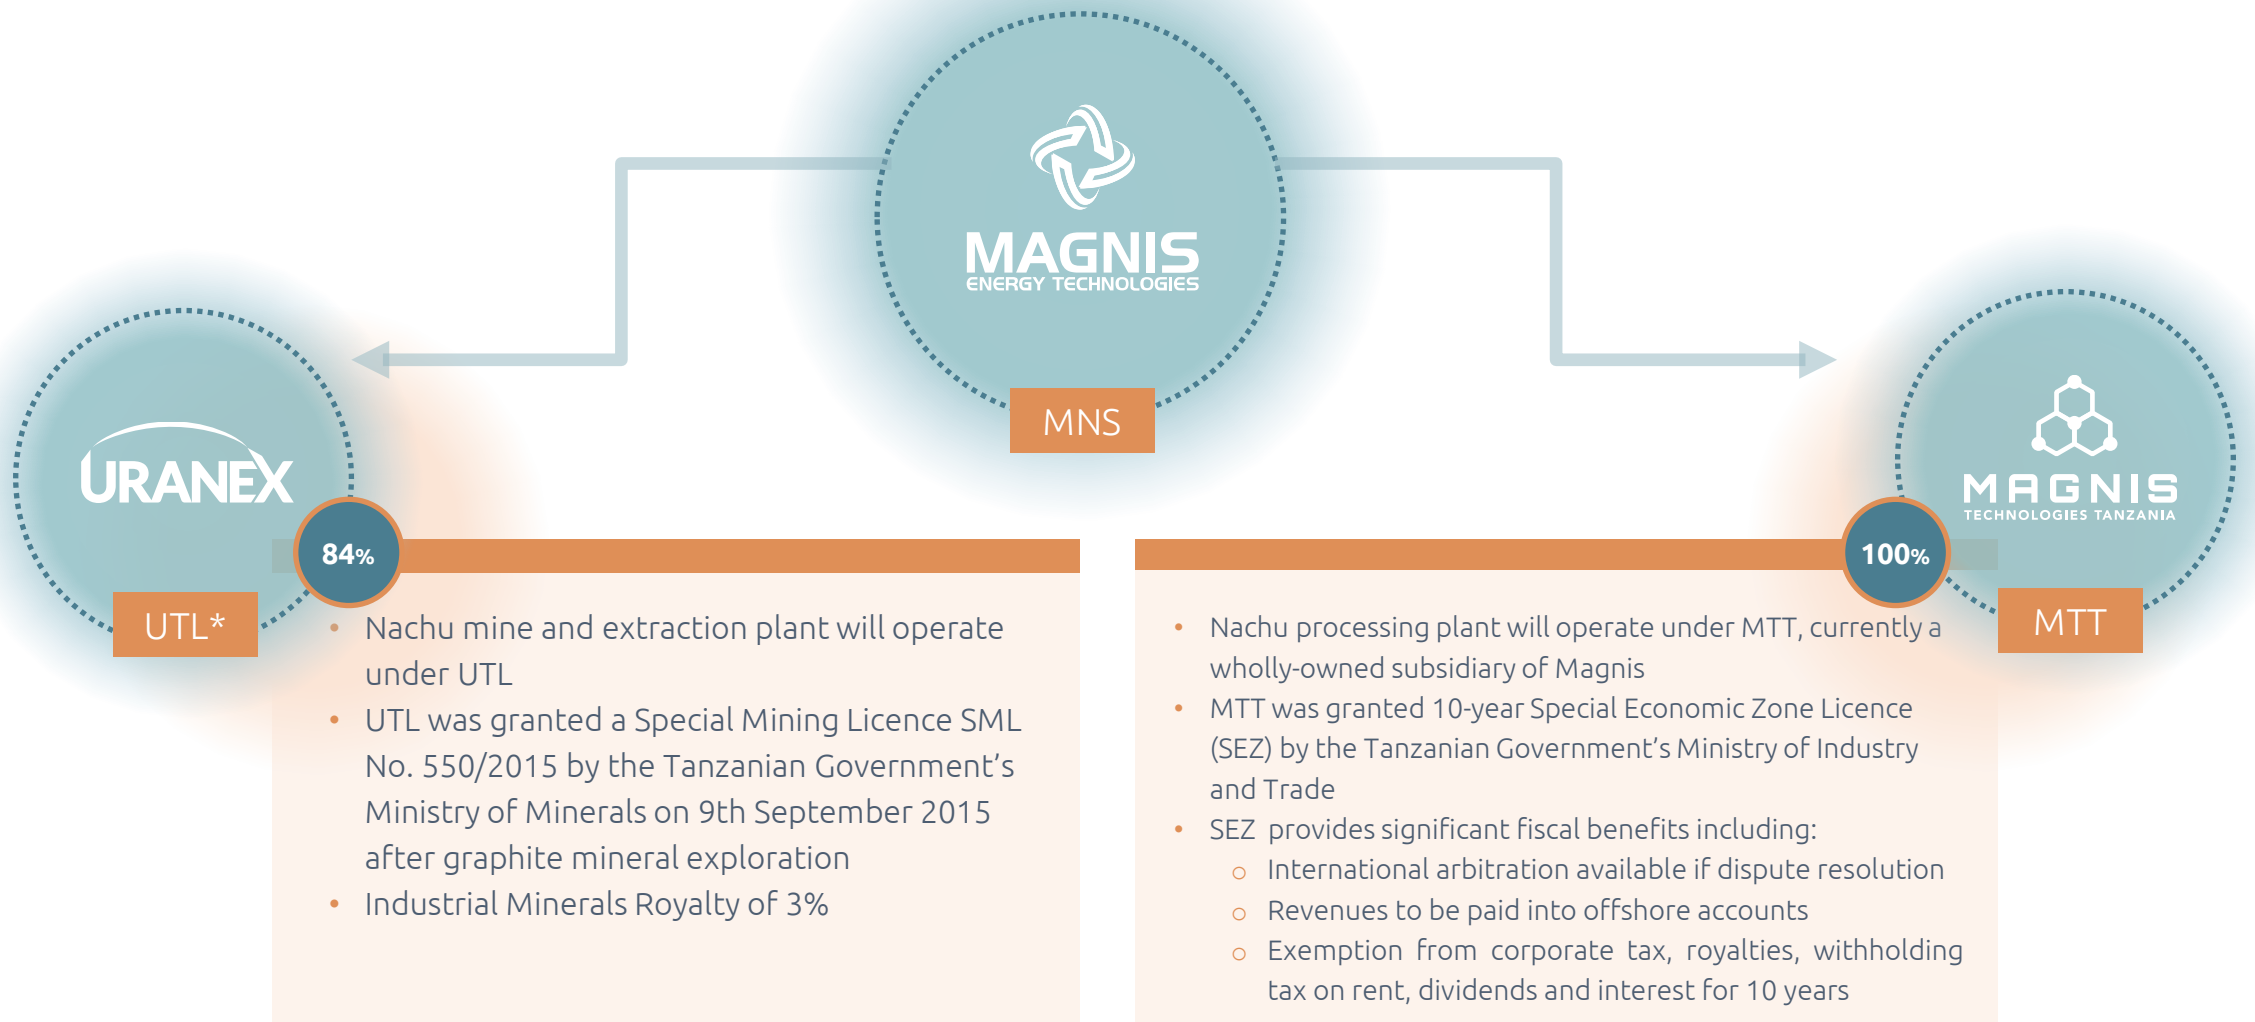 MAGNIS
ENERGY TECHNOLOGIES
MNS
URANEX
84%
UTL*
• Nachu mine and extraction plant will operate
under UTL
• UTL was granted a Special Mining Licence SML
No. 550/2015 by the Tanzanian Government’s
Ministry of Minerals on 9th September 2015
after graphite mineral exploration
• Industrial Minerals Royalty of 3%
MAGNIS
TECHNOLOGIES TANZANIA
100%
MTT
• Nachu processing plant will operate under MTT, currently a
wholly-owned subsidiary of Magnis
• MTT was granted 10-year Special Economic Zone Licence
(SEZ) by the Tanzanian Government’s Ministry of Industry
and Trade
• SEZ provides significant fiscal benefits including:
o International arbitration available if dispute resolution
o Revenues to be paid into offshore accounts
o Exemption from corporate tax, royalties, withholding
tax on rent, dividends and interest for 10 years